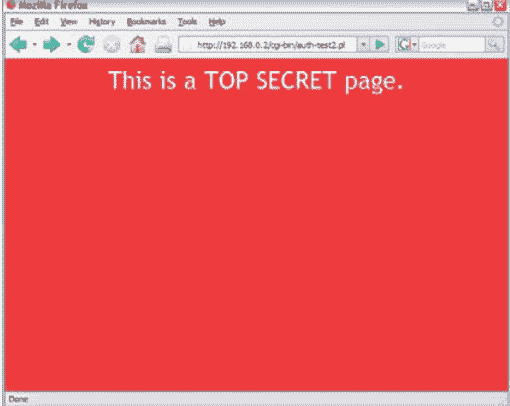 Mozilla Firefox
File Edit View History Bookmarks Tools Help
http://192.168.0.2/cgi-bin/auth-test2.pl Google
This is a TOP SECRET page.
Done